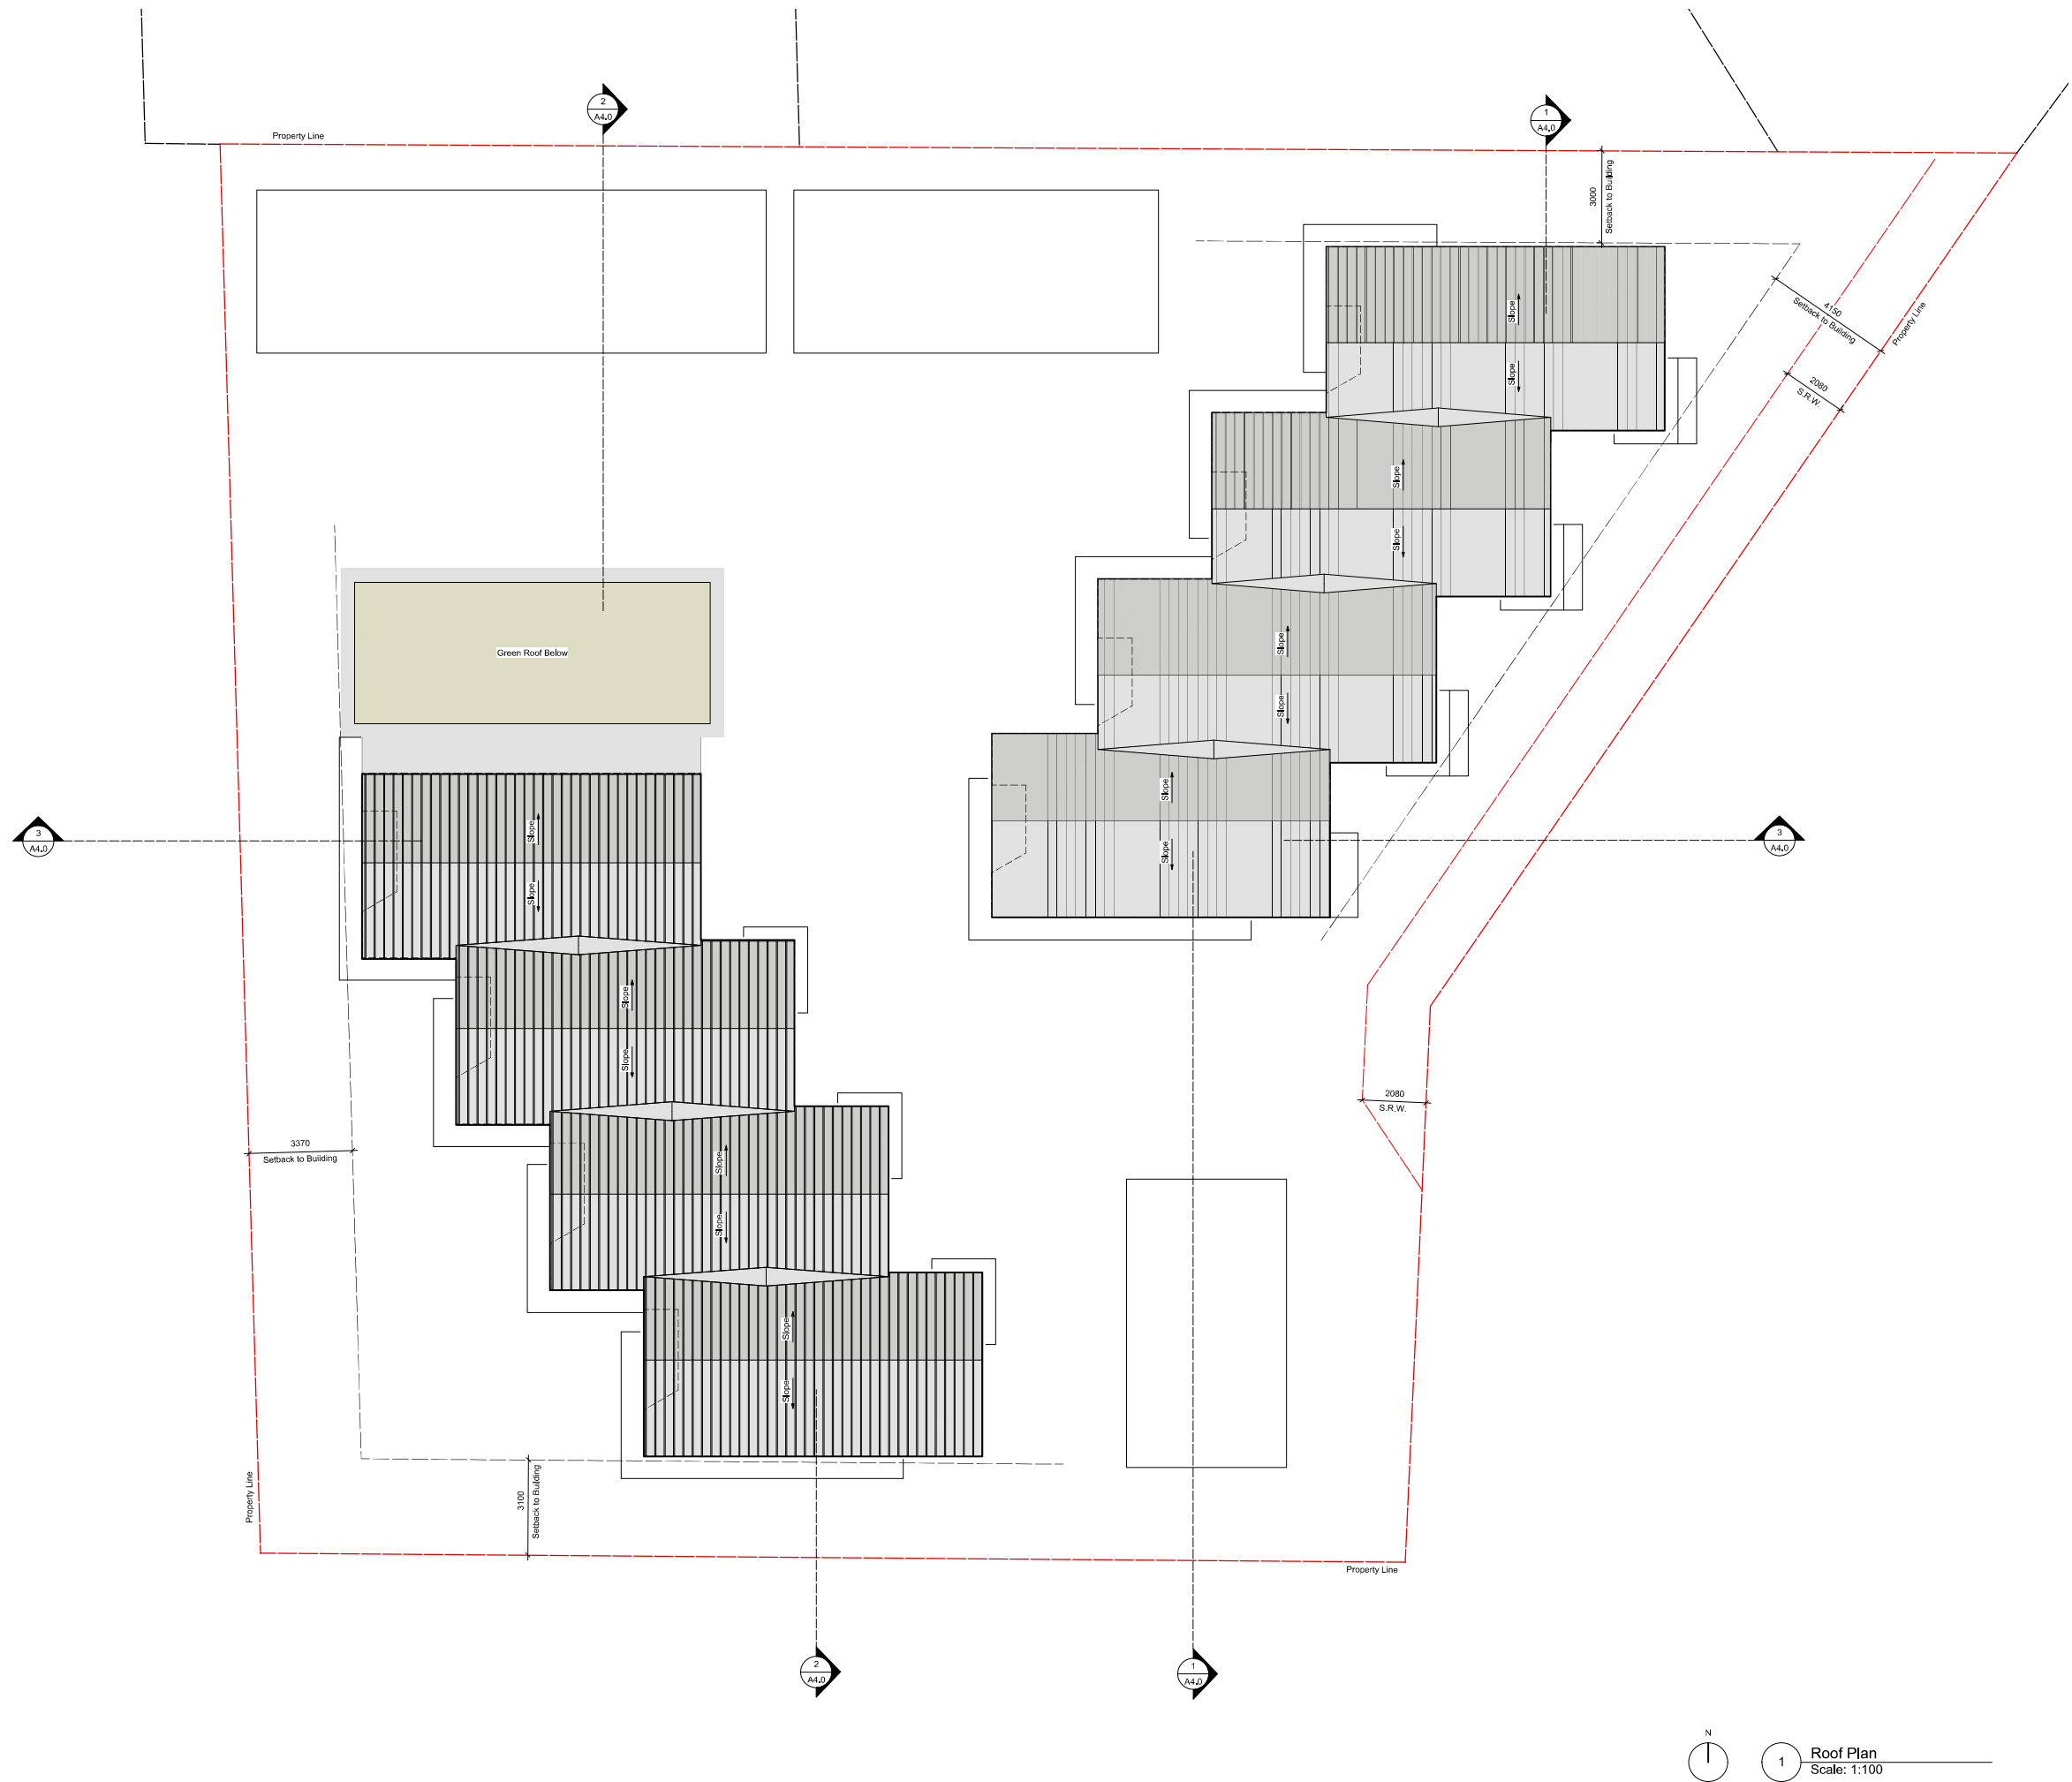 2
A4.0
1
A4.0
Property Line
3000
Setback to Building
4150
Setback to Building
Property Line
2080
S.R.W.
Slope
Slope
Slope
Slope
Green Roof Below
Slope
Slope
Slope
Slope
3
A4.0
Slope
Slope
3
A4.0
Slope
Slope
2080
S.R.W.
3370
Setback to Building
Slope
Slope
Slope
Slope
Property Line
3100
Setback to Building
Property Line
2
A4.0
1
A4.0
N
1
Roof Plan
Scale: 1:100